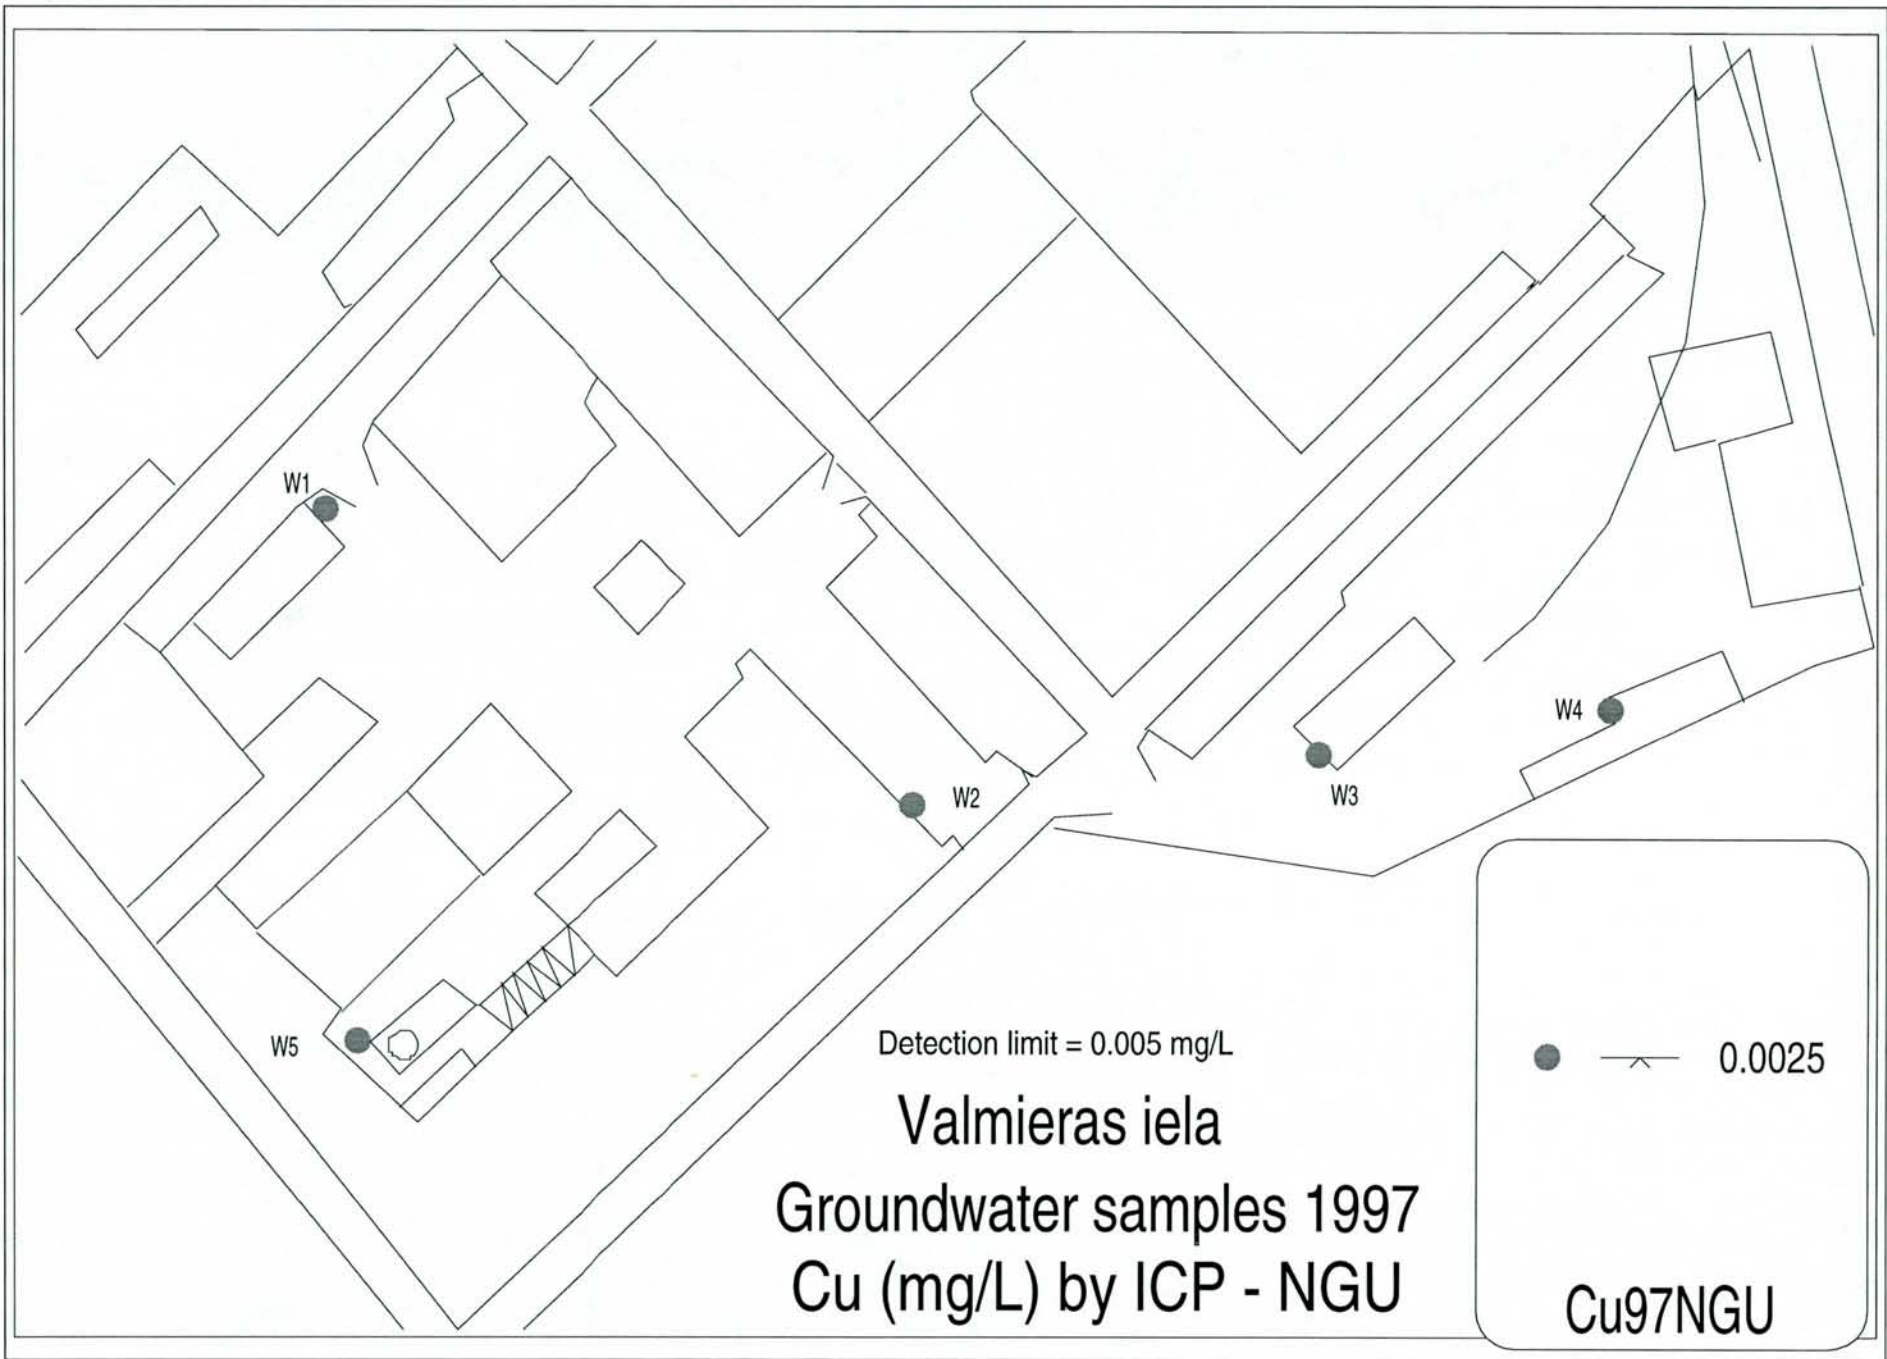 W1
W4
W3
W2
W5
Detection limit = 0.005 mg/L
Valmieras iela
Groundwater samples 1997
Cu (mg/L) by ICP - NGU
0.0025
Cu97NGU